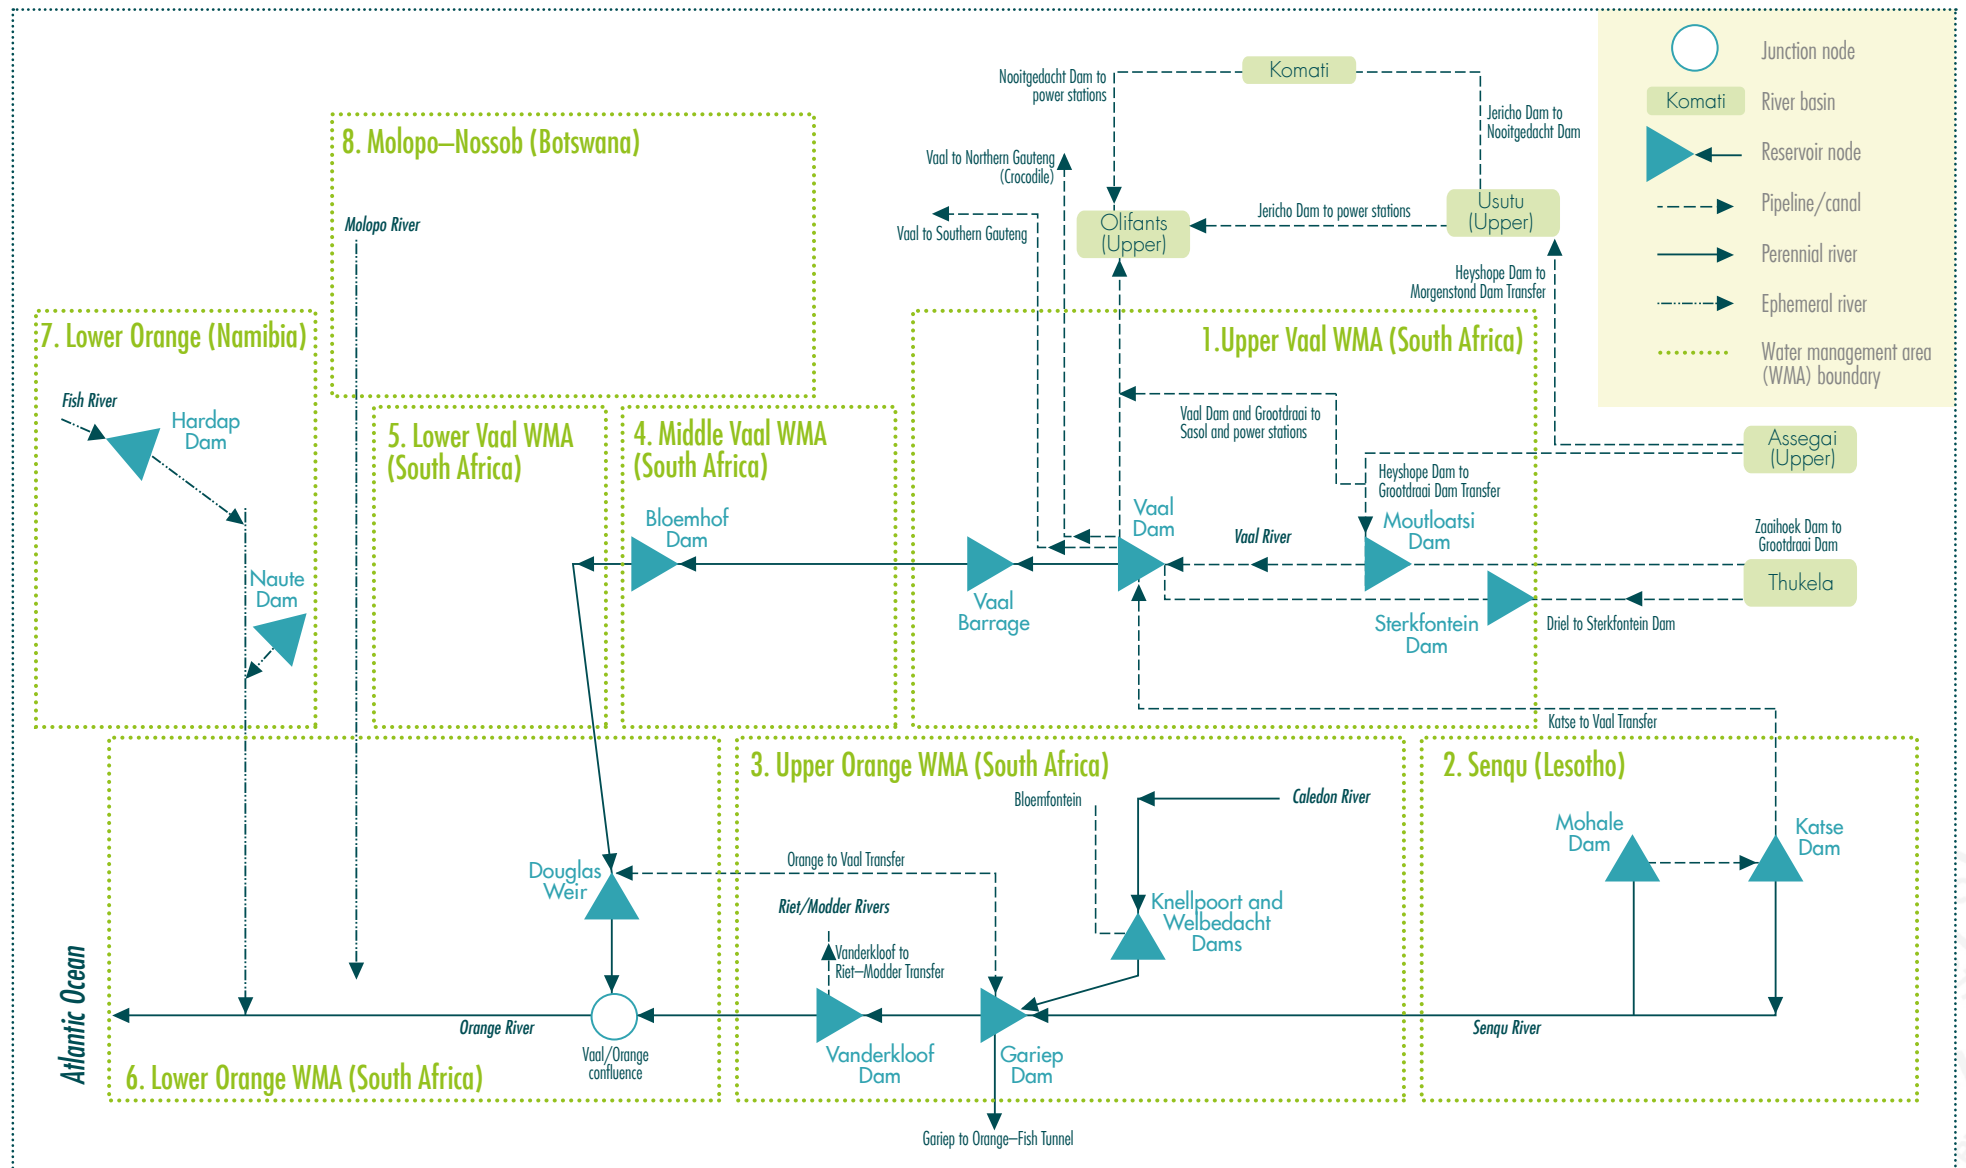 Junction node
Komati
River basin
Reservoir node
Pipeline/canal
Perennial river
Ephemeral river
Water management area
(WMA) boundary
Nooitgedacht Dam to
power stations
Komati
Jericho Dam to
Nooitgedacht Dam
8. Molopo–Nossob (Botswana)
Molopo River
Vaal to Northern Gauteng
(Crocodile)
Vaal to Southern Gauteng
Olifants
(Upper)
Jericho Dam to power stations
Usutu
(Upper)
Heyshope Dam to
Morgenstond Dam Transfer
7. Lower Orange (Namibia)
Fish River
Hardap
Dam
Naute
Dam
5. Lower Vaal WMA
(South Africa)
4. Middle Vaal WMA
(South Africa)
Bloemhof
Dam
1.Upper Vaal WMA (South Africa)
Vaal Dam and Grootdraai to
Sasol and power stations
Heyshope Dam to
Grootdraai Dam Transfer
Assegai
(Upper)
Vaal
Dam
Vaal River
Moutloatsi
Dam
Zaaihoek Dam to
Grootdraai Dam
Thukela
Vaal
Barrage
Sterkfontein
Dam
Driel to Sterkfontein Dam
Katse to Vaal Transfer
3. Upper Orange WMA (South Africa)
Bloemfontein
Caledon River
2. Senqu (Lesotho)
Mohale
Dam
Katse
Dam
Douglas
Weir
Orange to Vaal Transfer
Riet/Modder Rivers
Vanderkloof to
Riet–Modder Transfer
Knellpoort and
Welbedacht
Dams
Atlantic Ocean
Orange River
Vaal/Orange
confluence
Vanderkloof
Dam
Gariep
Dam
Senqu River
6. Lower Orange WMA (South Africa)
Gariep to Orange–Fish Tunnel